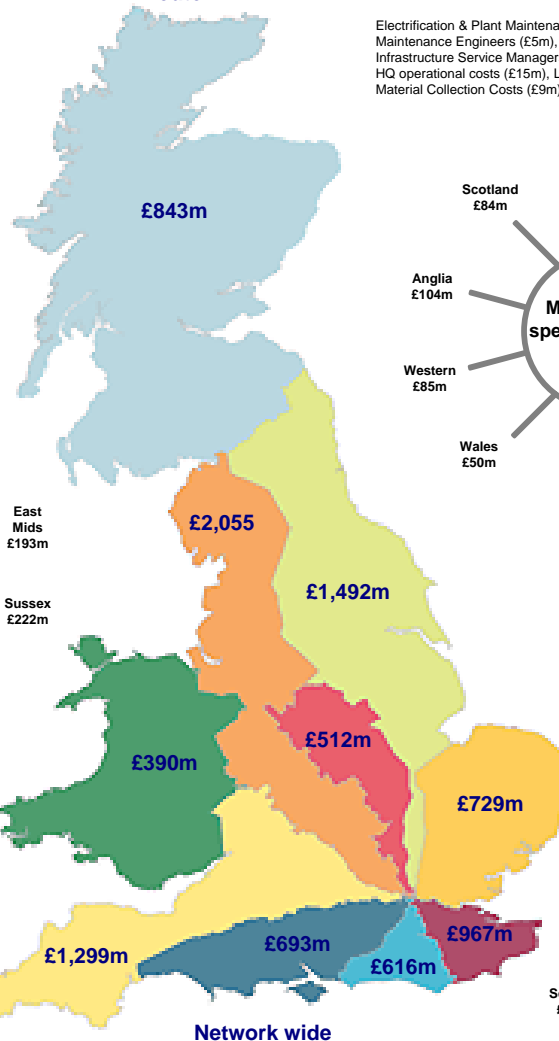 Electrification & Plant Maintena
Maintenance Engineers (£5m),
Infrastructure Service Manager
HQ operational costs (£15m), L
Material Collection Costs (£9m)
£843m
Scotland
£84m
Anglia
£104m
M
spe
Western
£85m
Wales
£50m
East
Mids
£193m
£2,055
£1,492m
Sussex
£222m
£512m
£390m
£729m
£967m
£693m
£1,299m
£616m
Network wide